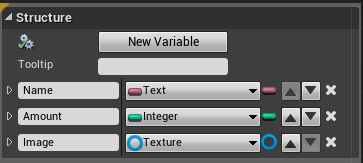 Structure
New Variable
Tooltip
Name Text
Amount Integer
Image Texture